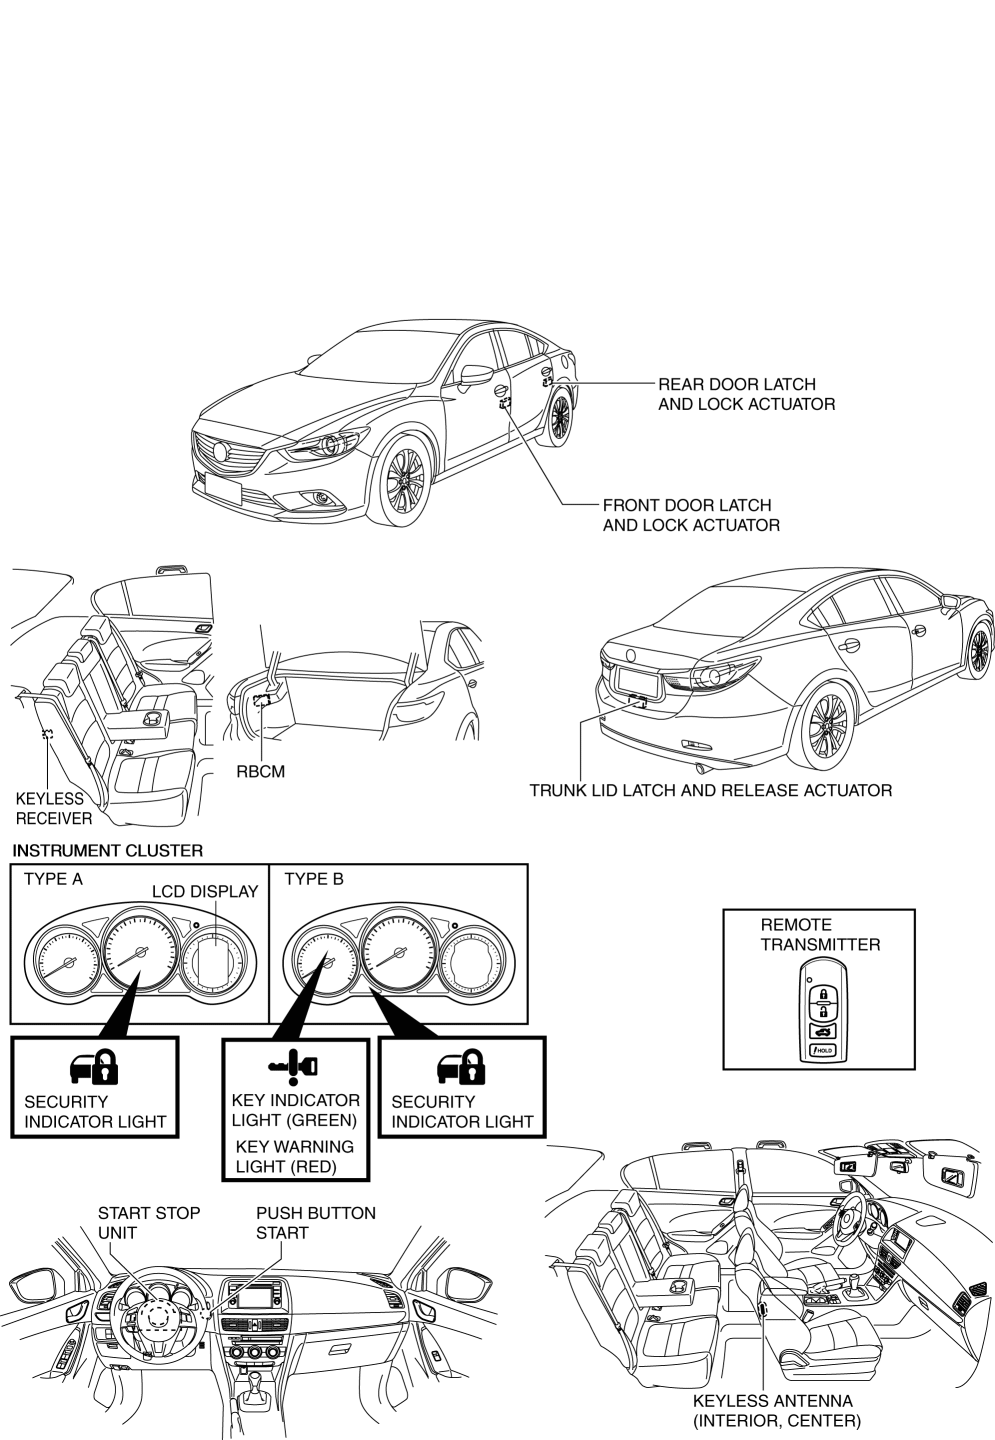 REAR DOOR LATCH
AND LOCK ACTUATOR
FRONT DOOR LATCH
AND LOCK ACTUATOR
RBCM
KEYLESS
RECEIVER
TRUNK LID LATCH AND RELEASE ACTUATOR
INSTRUMENT CLUSTER
TYPE A
LCD DISPLAY
TYPE B
REMOTE
TRANSMITTER
HOLD
SECURITY
INDICATOR LIGHT
KEY INDICATOR
LIGHT (GREEN)
KEY WARNING
LIGHT (RED)
SECURITY
INDICATOR LIGHT
START STOP
UNIT
PUSH BUTTON
START
KEYLESS ANTENNA
(INTERIOR, CENTER)